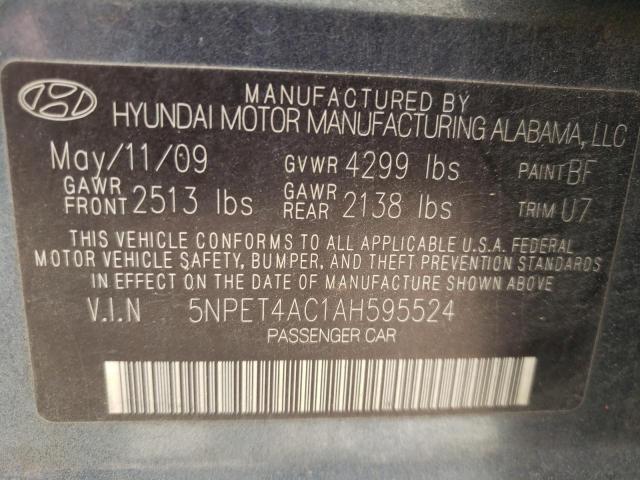 MANUFACTURED BY
HYUNDAI MOTOR MANUFACTURING ALABAMA, LLC
May/11/09 GVWR 4299 lbs PAINT BF
GAWR FRONT 2513 lbs GAWR REAR 2138 lbs TRIM U7
THIS VEHICLE CONFORMS TO ALL APPLICABLE U.S.A. FEDERAL
MOTOR VEHICLE SAFETY, BUMPER, AND THEFT PREVENTION STANDARDS
IN EFFECT ON THE DATE OF MANUFACTURE SHOWN ABOVE.
V.I.N 5NPET4AC1AH595524
PASSENGER CAR